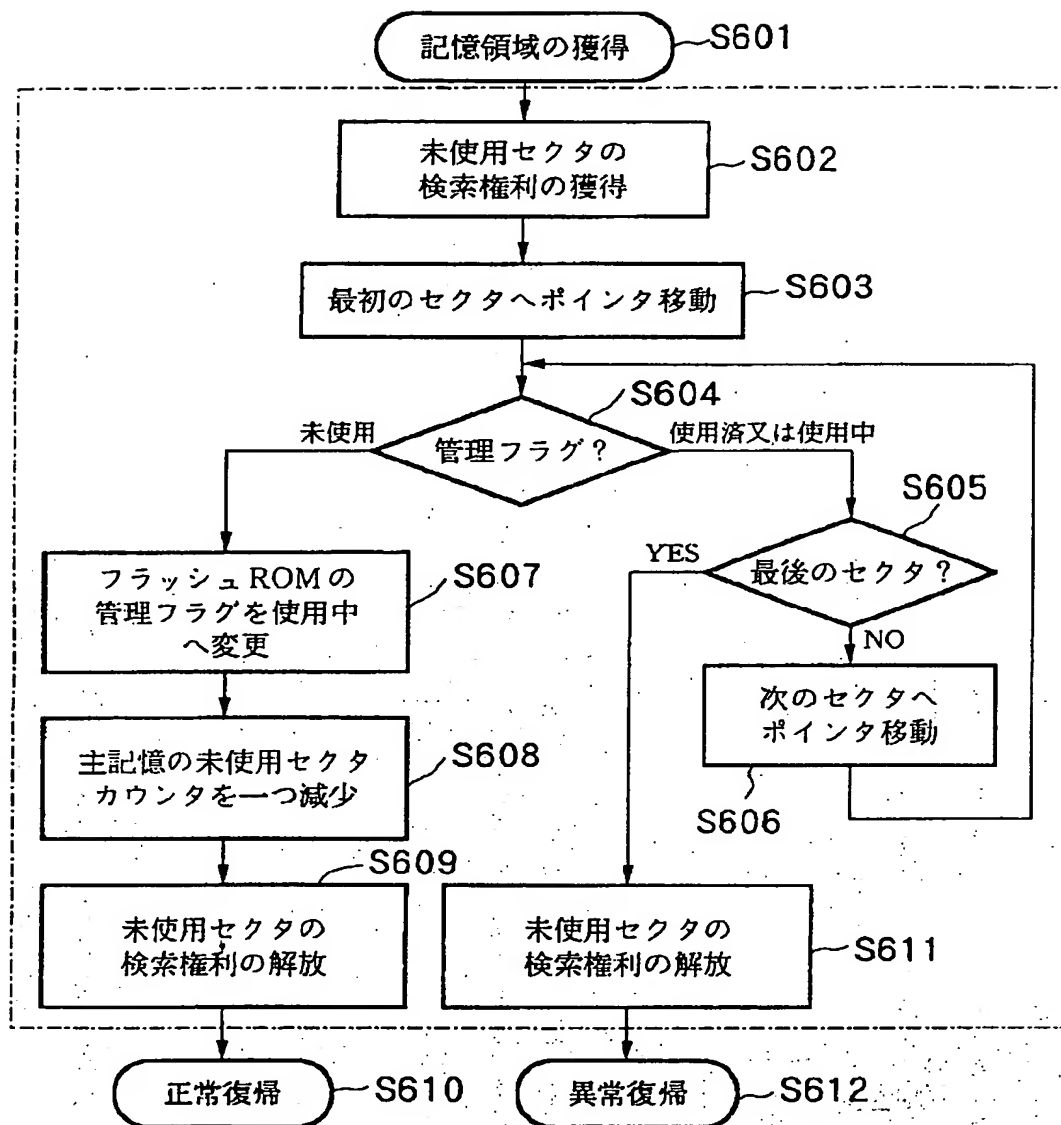 記憶領域の獲得
S601
未使用セクタの
検索権利の獲得
S602
最初のセクタへポインタ移動
S603
S604
未使用
管理フラグ?
使用済又は使用中
S605
YES
最後のセクタ?
NO
フラッシュROMの
管理フラグを使用中
へ変更
S607
次のセクタへ
ポインタ移動
S606
主記憶の未使用セクタ
カウンタを一つ減少
S608
S609
未使用セクタの
検索権利の解放
未使用セクタの
検索権利の解放
S611
正常復帰
S610
異常復帰
S612